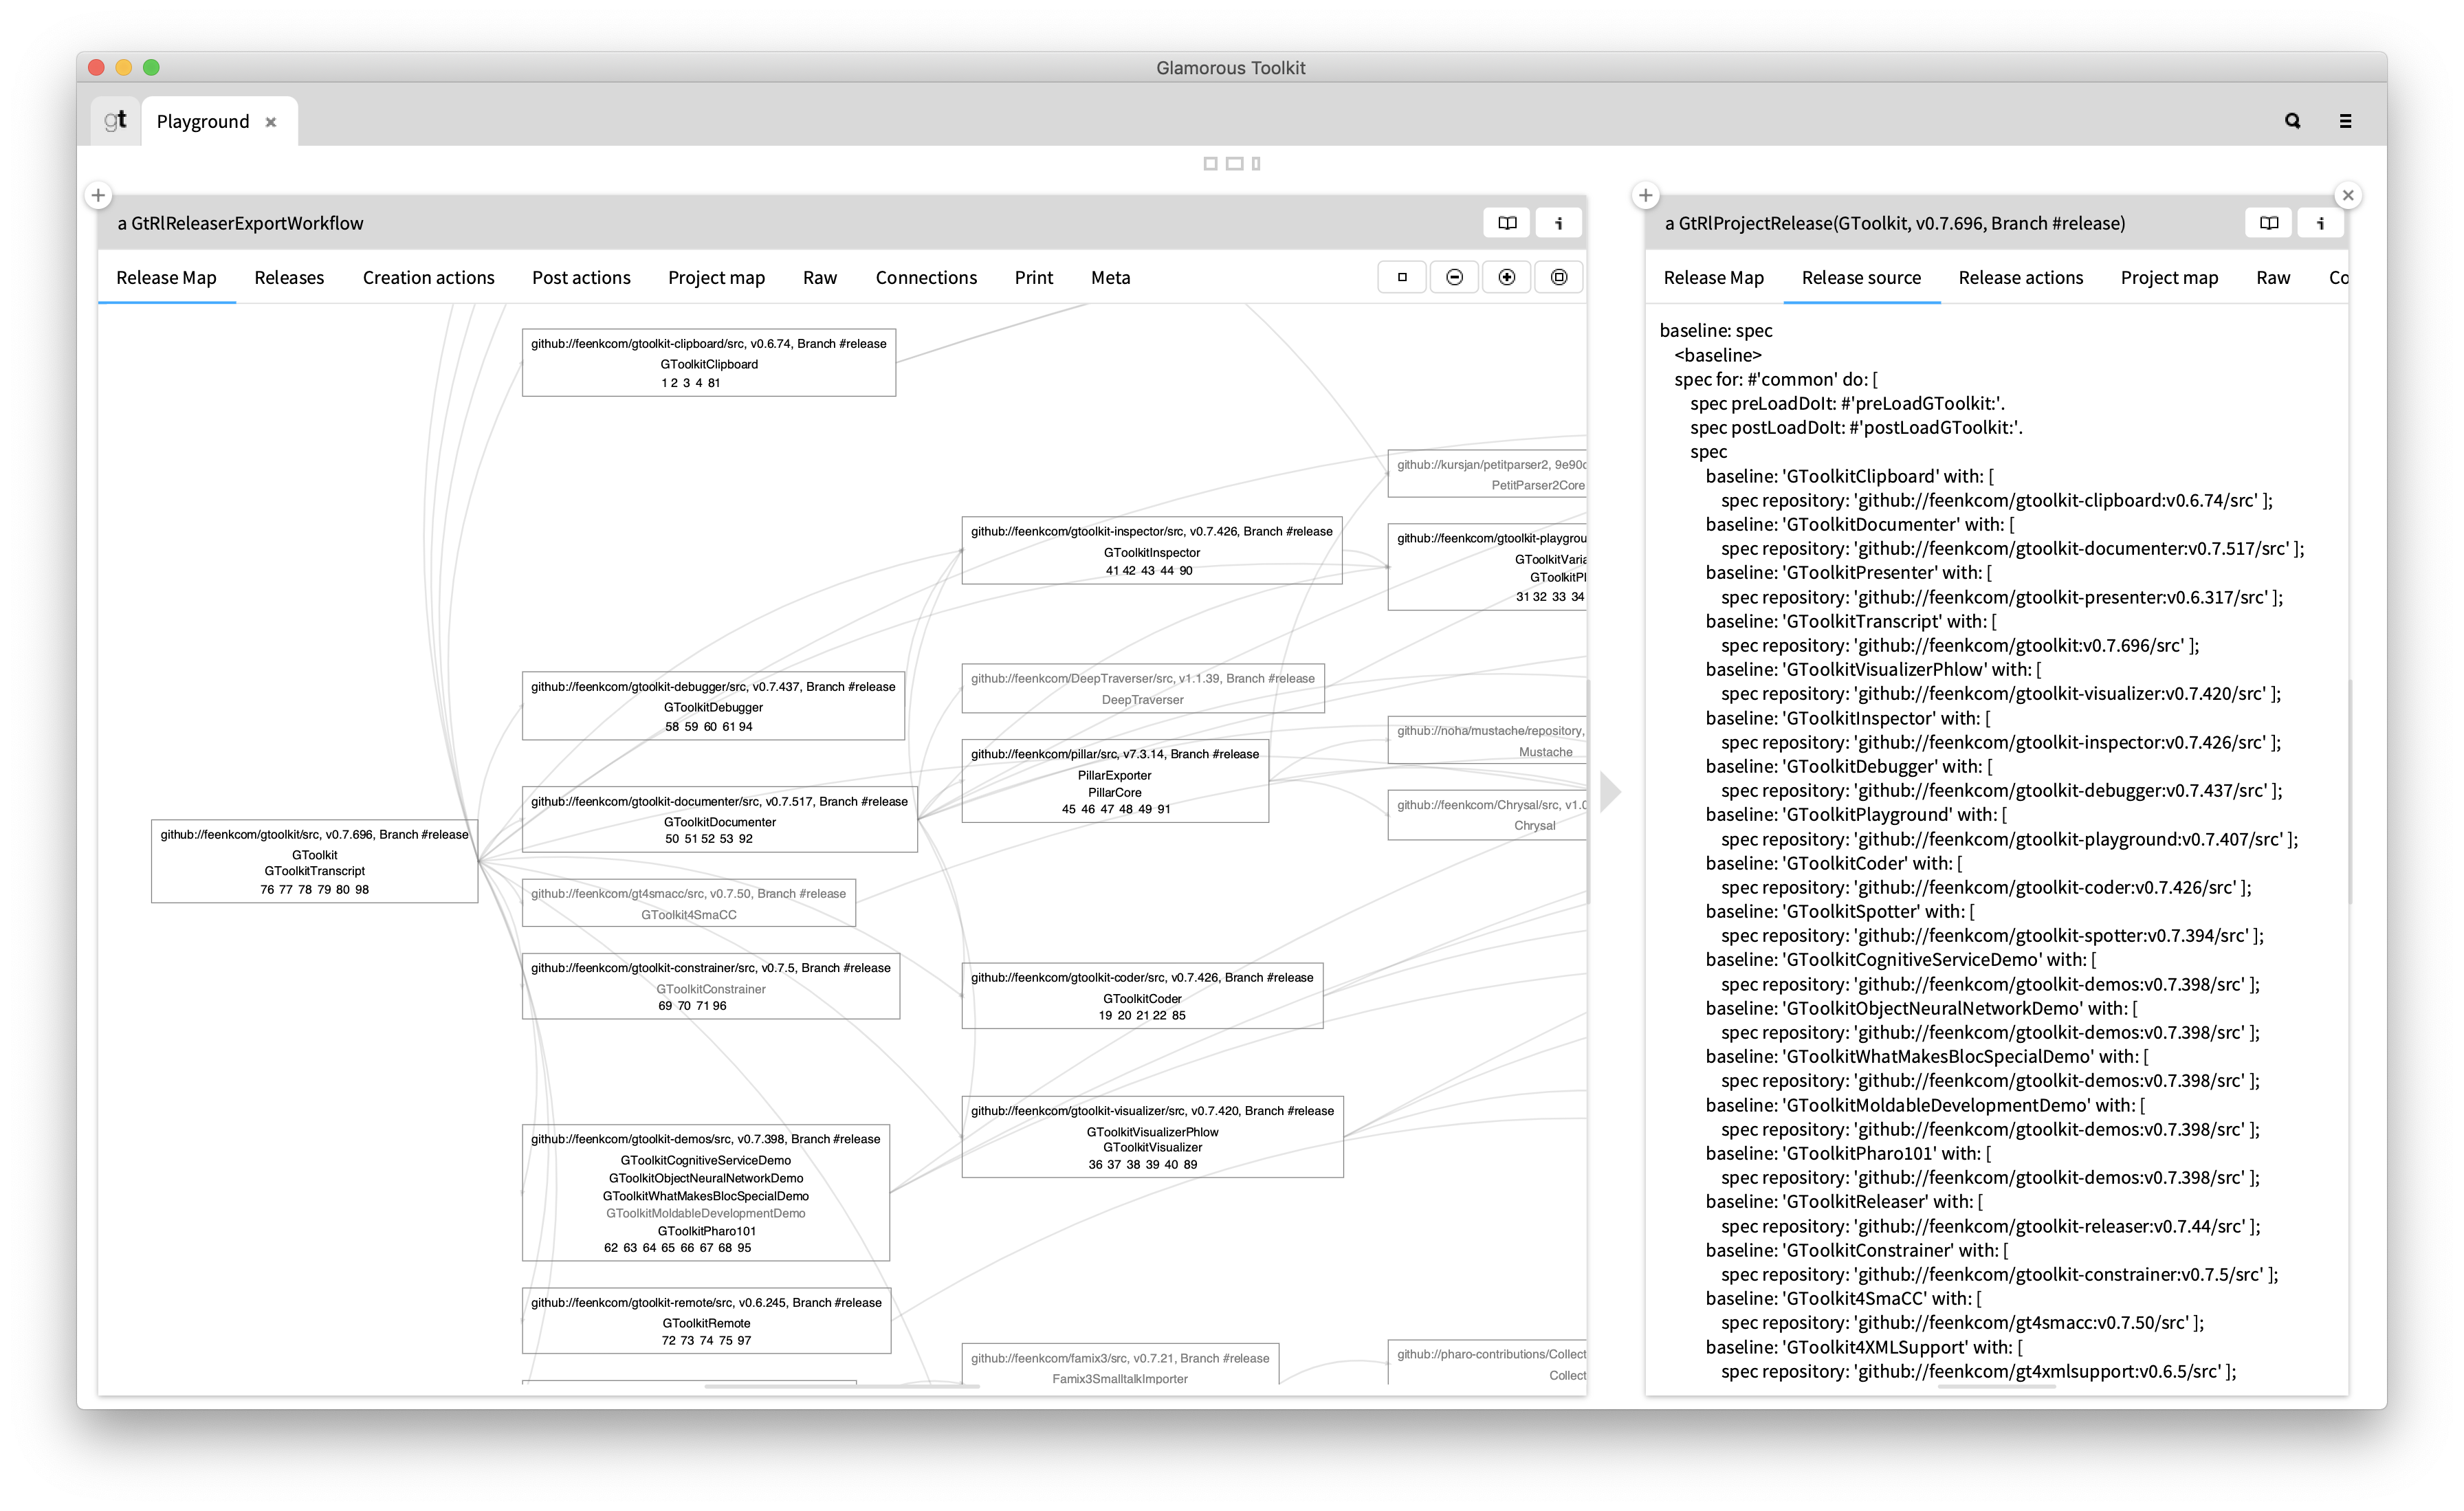 Glamorous Toolkit
gt
Playground
a GtRlReleaserExportWorkflow
Release Map Releases Creation actions Post actions Project map Raw Connections Print Meta
github://feenkcom/gtoolkit-clipboard/src, v0.6.74, Branch #release
GToolkitClipboard
1 2 3 4 81
github://kursjan/petitparser2, 9e90c
PetitParser2Core
github://feenkcom/gtoolkit-inspector/src, v0.7.426, Branch #release
GToolkitInspector
41 42 43 44 90
github://feenkcom/gtoolkit-playgrou
GToolkitVaria
GToolkitPl
31 32 33 34
github://feenkcom/gtoolkit-debugger/src, v0.7.437, Branch #release
GToolkitDebugger
58 59 60 61 94
github://feenkcom/DeepTraverser/src, v1.1.39, Branch #release
DeepTraverser
github://noha/mustache/repository,
Mustache
github://feenkcom/pillar/src, v7.3.14, Branch #release
PillarExporter
PillarCore
45 46 47 48 49 91
github://feenkcom/gtoolkit-documenter/src, v0.7.517, Branch #release
GToolkitDocumenter
50 51 52 53 92
github://feenkcom/Chrysal/src, v1.0
Chrysal
github://feenkcom/gtoolkit/src, v0.7.696, Branch #release
GToolkit
GToolkitTranscript
76 77 78 79 80 98
github://feenkcom/gt4smacc/src, v0.7.50, Branch #release
GToolkit4SmaCC
github://feenkcom/gtoolkit-constrainer/src, v0.7.5, Branch #release
GToolkitConstrainer
69 70 71 96
github://feenkcom/gtoolkit-coder/src, v0.7.426, Branch #release
GToolkitCoder
19 20 21 22 85
github://feenkcom/gtoolkit-visualizer/src, v0.7.420, Branch #release
GToolkitVisualizerPhlow
GToolkitVisualizer
36 37 38 39 40 89
github://feenkcom/gtoolkit-demos/src, v0.7.398, Branch #release
GToolkitCognitiveServiceDemo
GToolkitObjectNeuralNetworkDemo
GToolkitWhatMakesBlocSpecialDemo
GToolkitMoldableDevelopmentDemo
GToolkitPharo101
62 63 64 65 66 67 68 95
github://feenkcom/gtoolkit-remote/src, v0.6.245, Branch #release
GToolkitRemote
72 73 74 75 97
github://feenkcom/famix3/src, v0.7.21, Branch #release
Famix3SmalltalkImporter
github://pharo-contributions/Collect
Collect
a GtRlProjectRelease(GToolkit, v0.7.696, Branch #release)
Release Map Release source Release actions Project map Raw Co
baseline: spec
<baseline>
spec for: #'common' do: [
spec preLoadDoIt: #'preLoadGToolkit:'.
spec postLoadDoIt: #'postLoadGToolkit:'.
spec
baseline: 'GToolkitClipboard' with: [
spec repository: 'github://feenkcom/gtoolkit-clipboard:v0.6.74/src' ];
baseline: 'GToolkitDocumenter' with: [
spec repository: 'github://feenkcom/gtoolkit-documenter:v0.7.517/src' ];
baseline: 'GToolkitPresenter' with: [
spec repository: 'github://feenkcom/gtoolkit-presenter:v0.6.317/src' ];
baseline: 'GToolkitTranscript' with: [
spec repository: 'github://feenkcom/gtoolkit:v0.7.696/src' ];
baseline: 'GToolkitVisualizerPhlow' with: [
spec repository: 'github://feenkcom/gtoolkit-visualizer:v0.7.420/src' ];
baseline: 'GToolkitInspector' with: [
spec repository: 'github://feenkcom/gtoolkit-inspector:v0.7.426/src' ];
baseline: 'GToolkitDebugger' with: [
spec repository: 'github://feenkcom/gtoolkit-debugger:v0.7.437/src' ];
baseline: 'GToolkitPlayground' with: [
spec repository: 'github://feenkcom/gtoolkit-playground:v0.7.407/src' ];
baseline: 'GToolkitCoder' with: [
spec repository: 'github://feenkcom/gtoolkit-coder:v0.7.426/src' ];
baseline: 'GToolkitSpotter' with: [
spec repository: 'github://feenkcom/gtoolkit-spotter:v0.7.394/src' ];
baseline: 'GToolkitCognitiveServiceDemo' with: [
spec repository: 'github://feenkcom/gtoolkit-demos:v0.7.398/src' ];
baseline: 'GToolkitObjectNeuralNetworkDemo' with: [
spec repository: 'github://feenkcom/gtoolkit-demos:v0.7.398/src' ];
baseline: 'GToolkitWhatMakesBlocSpecialDemo' with: [
spec repository: 'github://feenkcom/gtoolkit-demos:v0.7.398/src' ];
baseline: 'GToolkitMoldableDevelopmentDemo' with: [
spec repository: 'github://feenkcom/gtoolkit-demos:v0.7.398/src' ];
baseline: 'GToolkitPharo101' with: [
spec repository: 'github://feenkcom/gtoolkit-demos:v0.7.398/src' ];
baseline: 'GToolkitReleaser' with: [
spec repository: 'github://feenkcom/gtoolkit-releaser:v0.7.44/src' ];
baseline: 'GToolkitConstrainer' with: [
spec repository: 'github://feenkcom/gtoolkit-constrainer:v0.7.5/src' ];
baseline: 'GToolkit4SmaCC' with: [
spec repository: 'github://feenkcom/gt4smacc:v0.7.50/src' ];
baseline: 'GToolkit4XMLSupport' with: [
spec repository: 'github://feenkcom/gt4xmlsupport:v0.6.5/src' ];